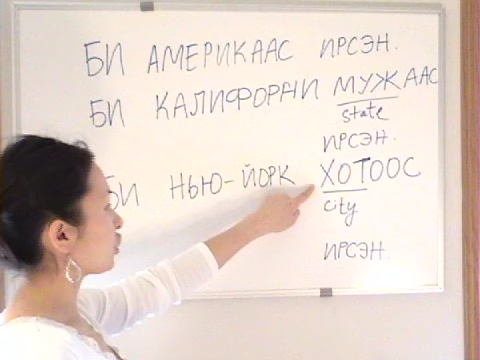 БИ АМЕРИКААС ИРСЭН.
БИ КАЛИФОРНИ МУЖААС
state
ИРСЭН.
БИ НЬЮ-ЙОРК ХОТООС
city
ИРСЭН.